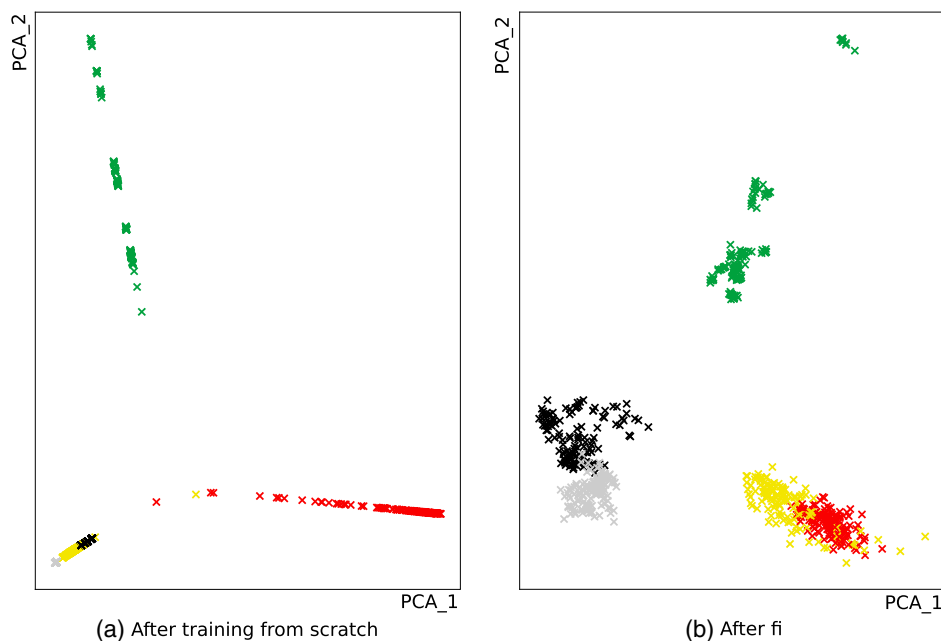 PCA_2
PCA_2
PCA_1
PCA_1
(a) After training from scratch
(b) After fi